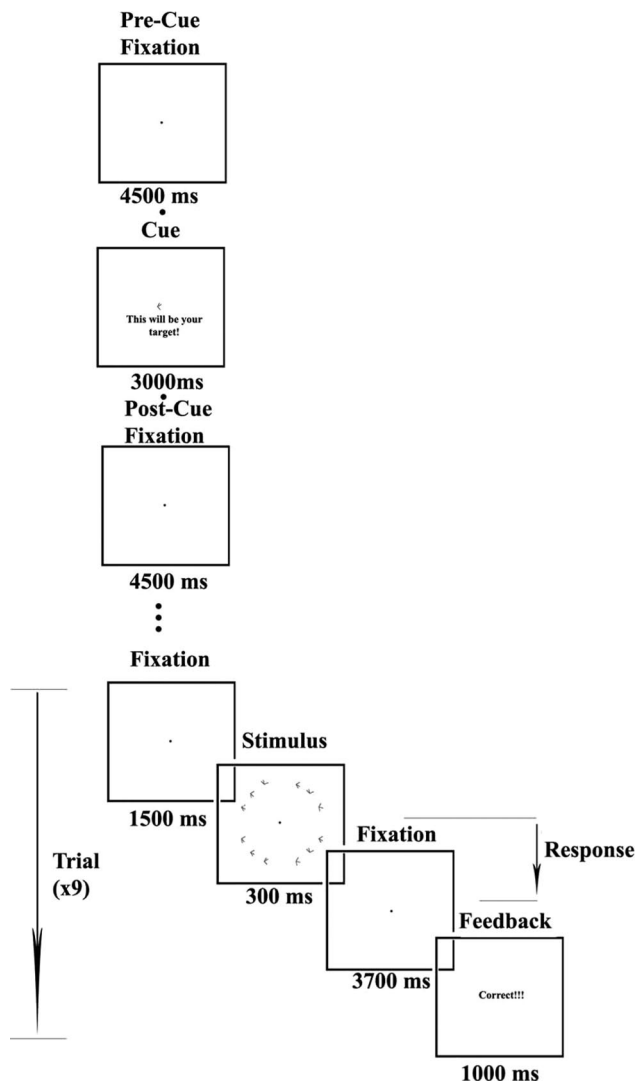 Pre-Cue
Fixation
4500 ms
Cue
This will be your
target!
3000ms
Post-Cue
Fixation
4500 ms
Fixation
1500 ms
Stimulus
300 ms
Fixation
3700 ms
Feedback
Correct!!!
1000 ms
Trial
(x9)
Response